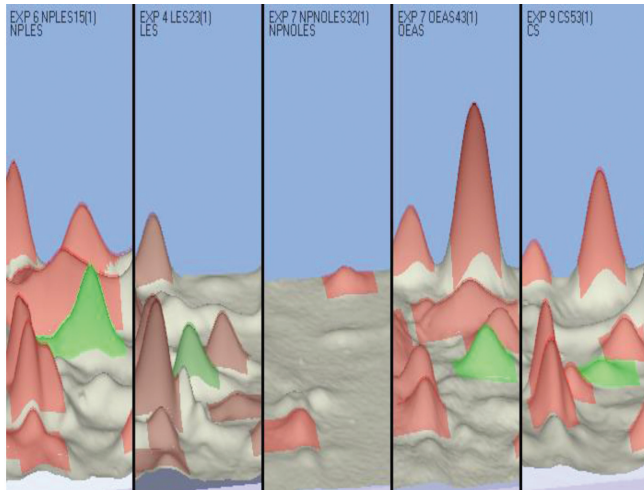 EXP 6 NPLES15(1)
NPLES
EXP 4 LES23(1)
LES
EXP 7 NPNOLES32(1)
NPNOLES
EXP 7 OEAS43(1)
OEAS
EXP 9 CS53(1)
CS